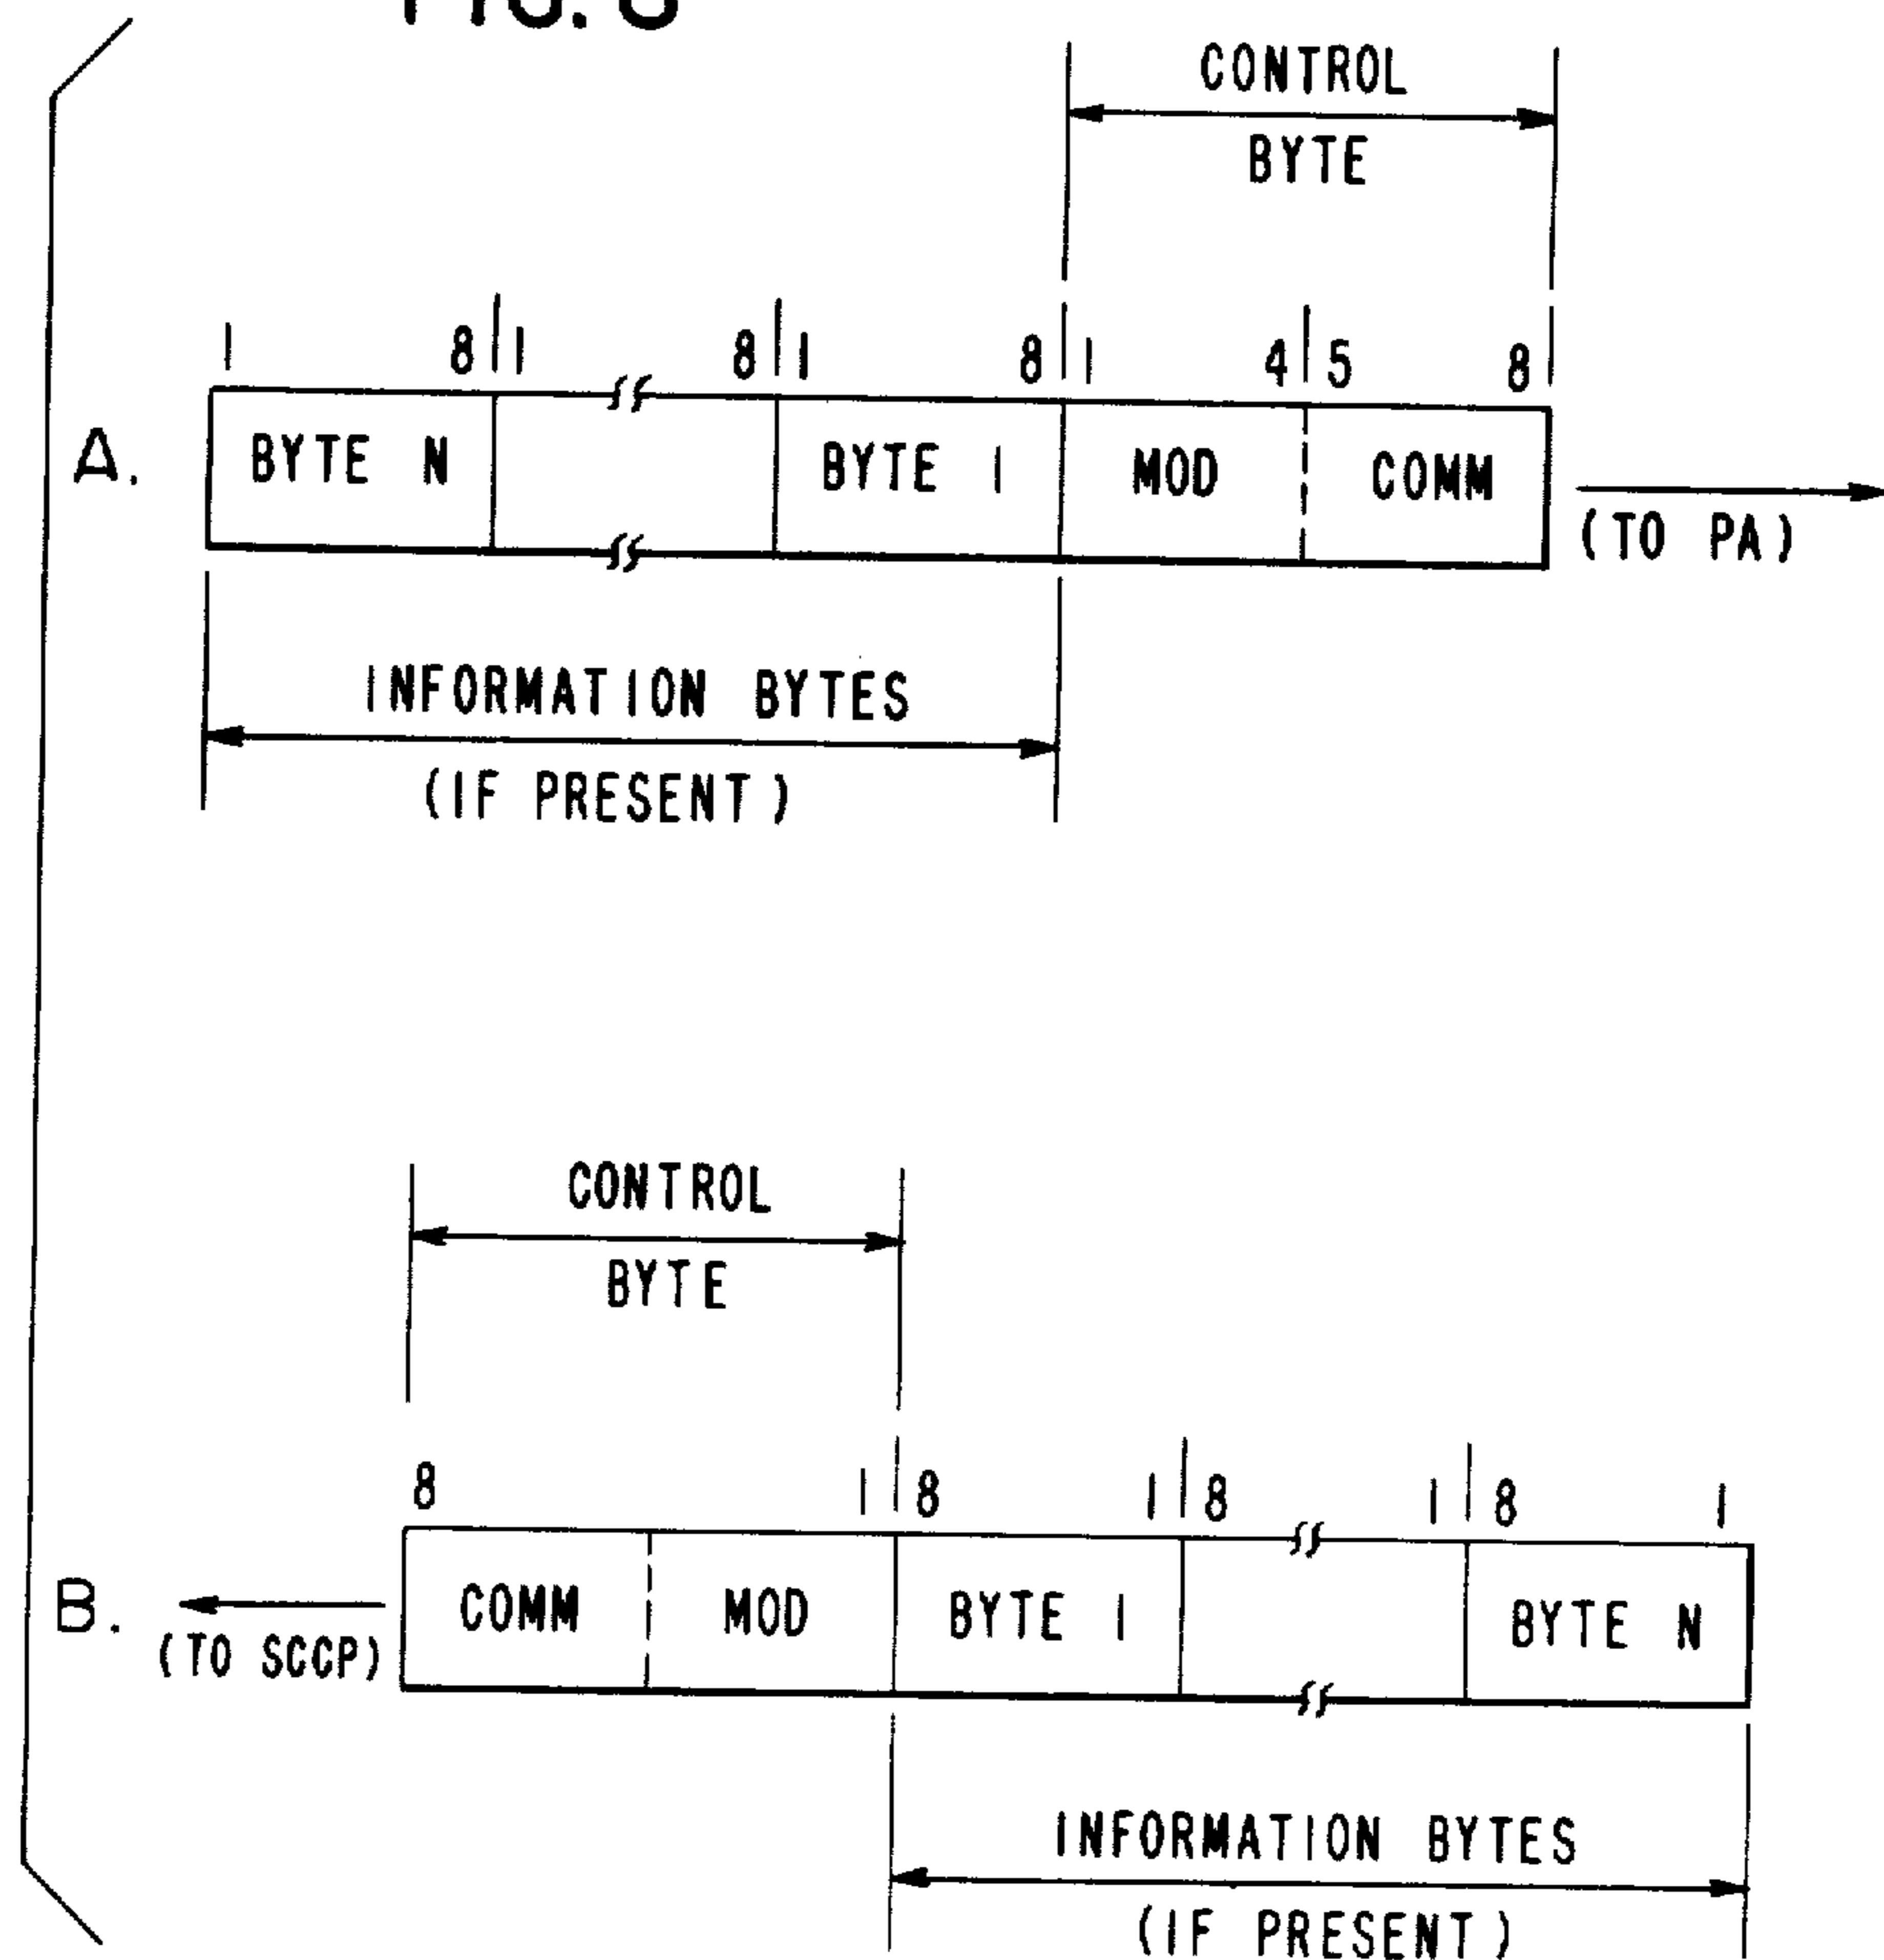 CONTROL
BYTE
1 8 1 8 1 8 1 4 5 8
A. BYTE N BYTE 1 MOD COMM
(TO PA)
INFORMATION BYTES
(IF PRESENT)
CONTROL
BYTE
8 1 8 1 8 1 8 1
B. COMM MOD BYTE 1 BYTE N
(TO SCCP)
INFORMATION BYTES
(IF PRESENT)